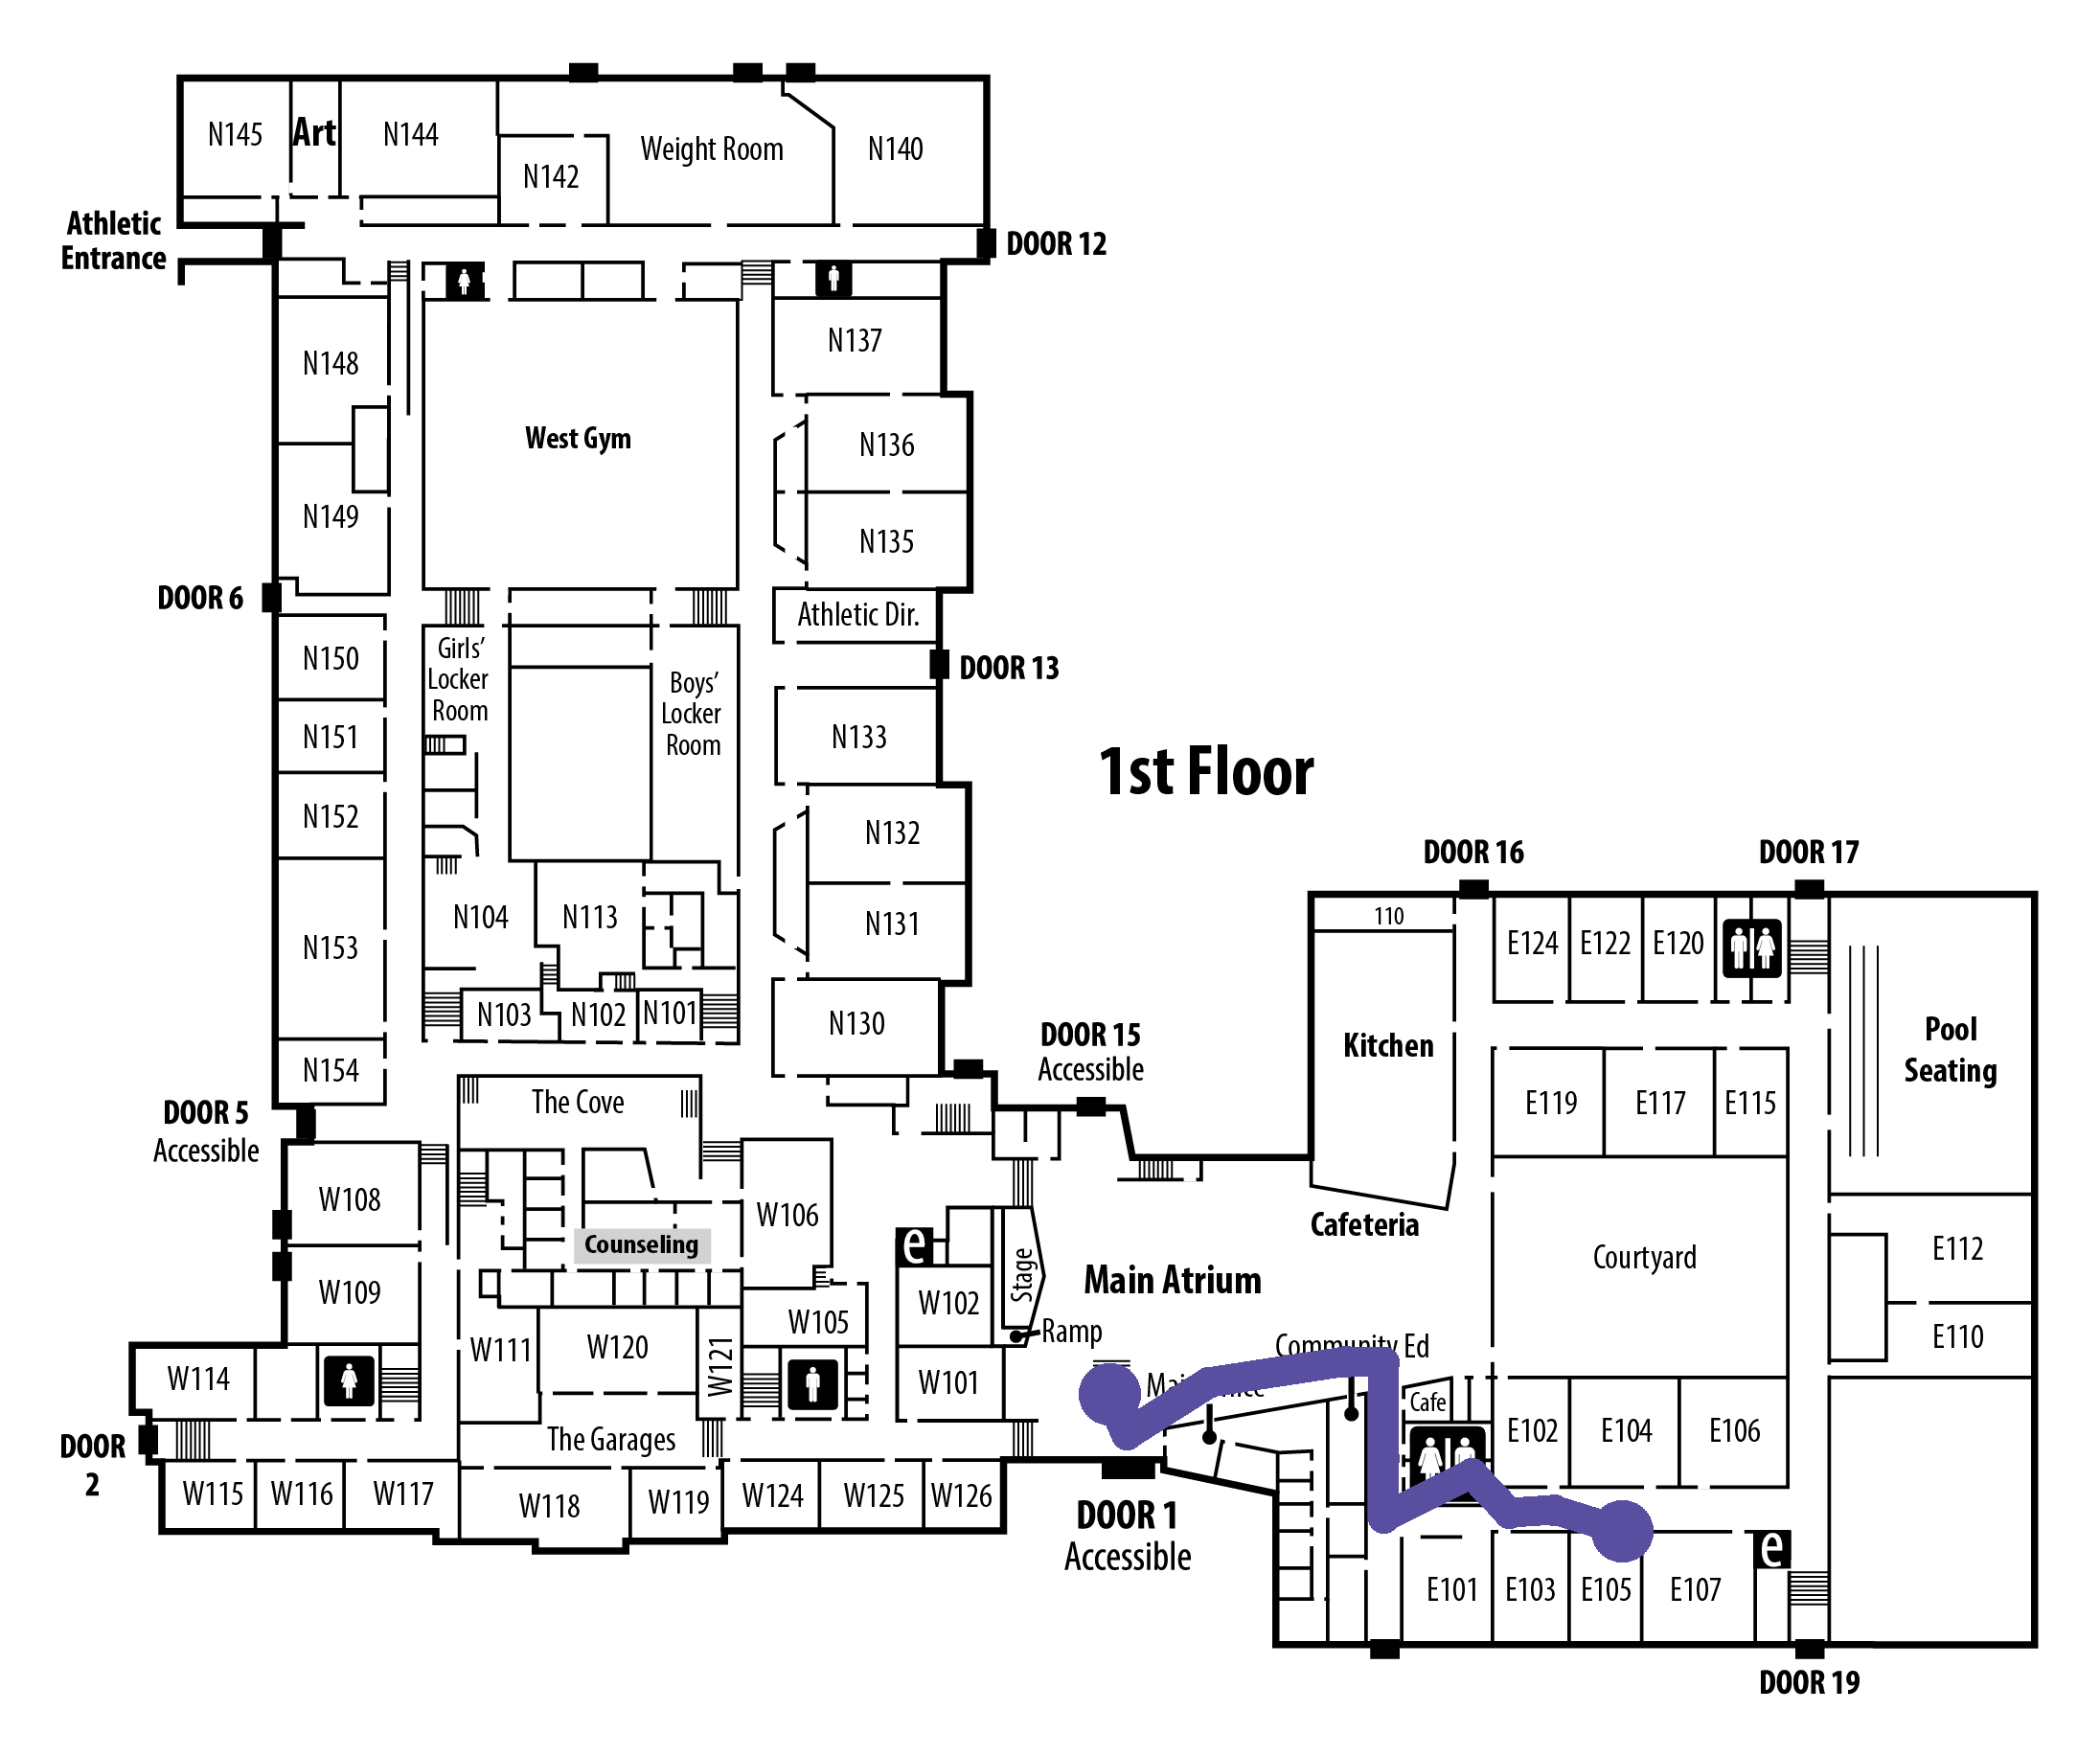 N145
Art
N144
N142
Weight Room
N140
Athletic
Entrance
DOOR 12
N148
N137
West Gym
N136
N149
N135
DOOR 6
Athletic Dir.
N150
Girls'
Locker
Room
Boys'
Locker
Room
DOOR 13
N151
N133
1st Floor
N152
N132
N153
N104
N113
N131
DOOR 16
DOOR 17
110
E124
E122
E120
N103
N102
N101
N130
DOOR 15
Accessible
Kitchen
Pool
Seating
N154
The Cove
E119
E117
E115
DOOR 5
Accessible
W108
W106
Counseling
e
Stage
Cafeteria
Main Atrium
Courtyard
E112
W109
W102
W105
Ramp
E110
W111
W120
W121
Community Ed
W114
W101
Cafe
The Garages
E102
E104
E106
DOOR
2
W115
W116
W117
W118
W119
W124
W125
W126
DOOR 1
Accessible
e
E101
E103
E105
E107
DOOR 19